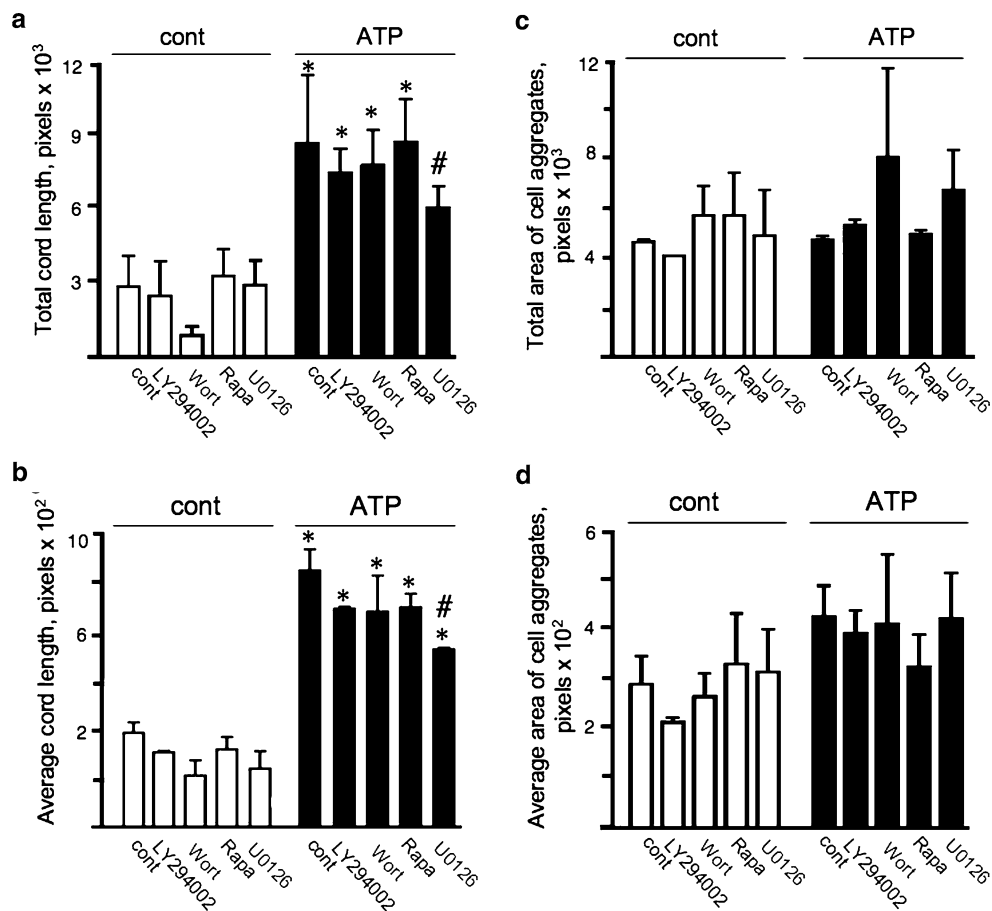 a
cont
ATP
Total cord length, pixels x 10³
12
9
6
3
*
*
*
*
#
cont
LY294002
Wort
Rapa
U0126
cont
LY294002
Wort
Rapa
U0126
c
cont
ATP
Total area of cell aggregates,
pixels x 10³
12
8
4
cont
LY294002
Wort
Rapa
U0126
cont
LY294002
Wort
Rapa
U0126
b
cont
ATP
Average cord length, pixels x 10²
10
6
2
*
*
*
*
#
*
cont
LY294002
Wort
Rapa
U0126
cont
LY294002
Wort
Rapa
U0126
d
cont
ATP
Average area of cell aggregates,
pixels x 10²
6
4
2
cont
LY294002
Wort
Rapa
U0126
cont
LY294002
Wort
Rapa
U0126